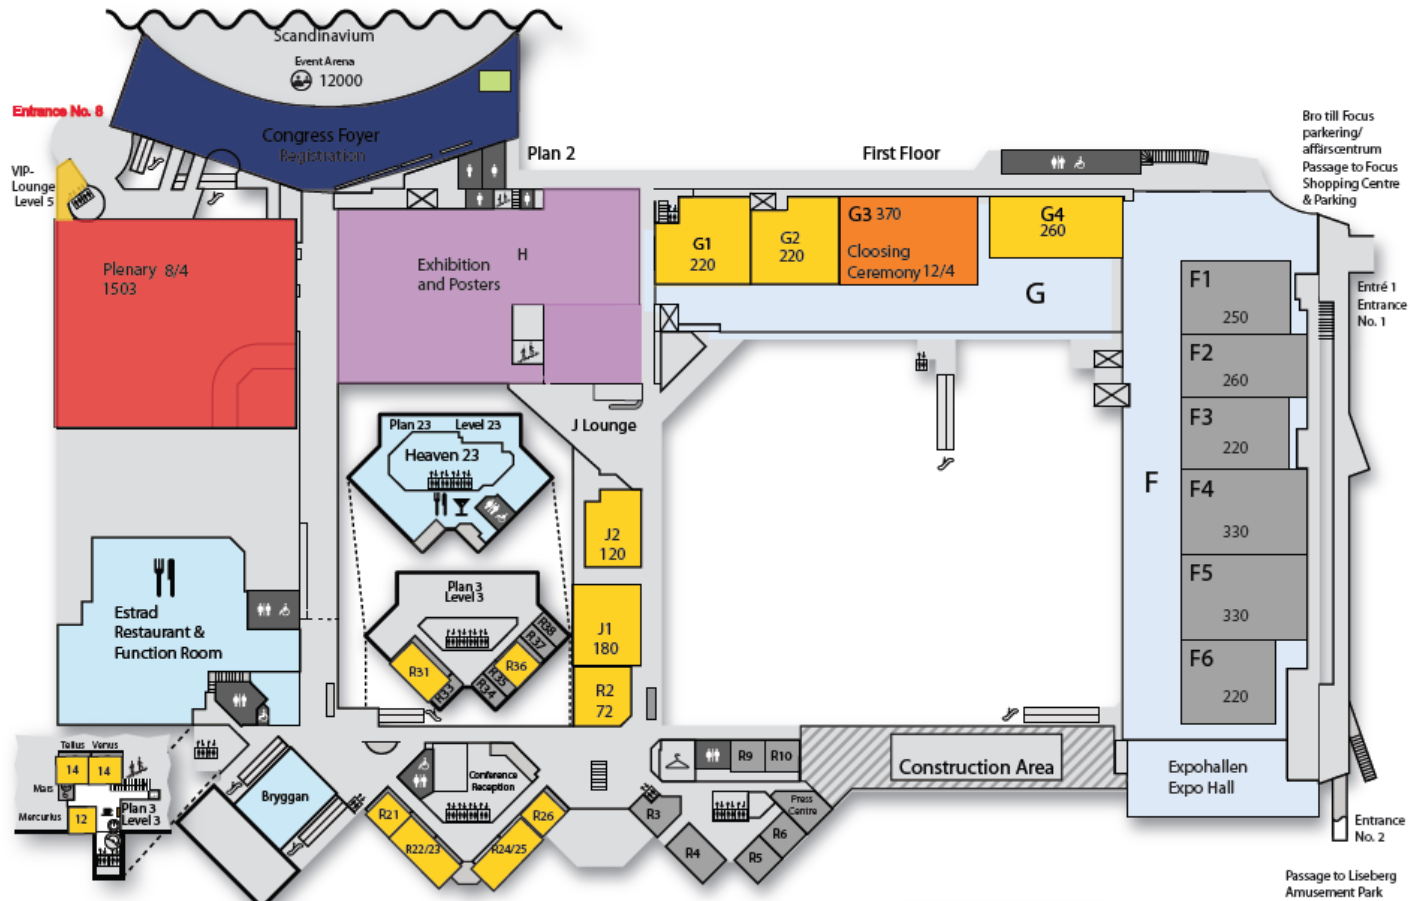 Scandinavium
Event Arena
12000
Entrance No. 8
Congress Foyer
Registration
Plan 2
First Floor
Bro till Focus
parkering/
affärscentrum
Passage to Focus
Shopping Centre
& Parking
VIP-
Lounge
Level 5
Plenary 8/4
1503
H
Exhibition
and Posters
G1
220
G2
220
G3 370
Cloosing
Ceremony 12/4
G4
260
G
F1
250
Entré 1
Entrance
No. 1
F2
260
F3
220
F
F4
330
F5
330
F6
220
J Lounge
Plan 23 Level 23
Heaven 23
J2
120
Plan 3
Level 3
R38
R37
R36
R35
R34
R31
R33
J1
180
R2
72
Estrad
Restaurant &
Function Room
Tellus Venus
14 14
Mars
Mercurius
12
Plan 3
Level 3
Bryggan
Conference
Reception
R21
R22/23
R24/25
R26
R9 R10
R3
R4
Press
Centre
R6
R5
Construction Area
Expohallen
Expo Hall
Entrance
No. 2
Passage to Liseberg
Amusement Park